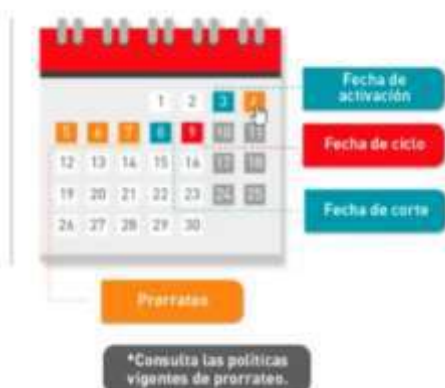 Fecha de
activación
1 2 3 4
5 6 7 8 9 10 11
Fecha de ciclo
12 13 14 15 16 17 18
19 20 21 22 23 24 25
Fecha de corte
26 27 28 29 30
Prorrateo
*Consulta las políticas
vigentes de prorrateo.